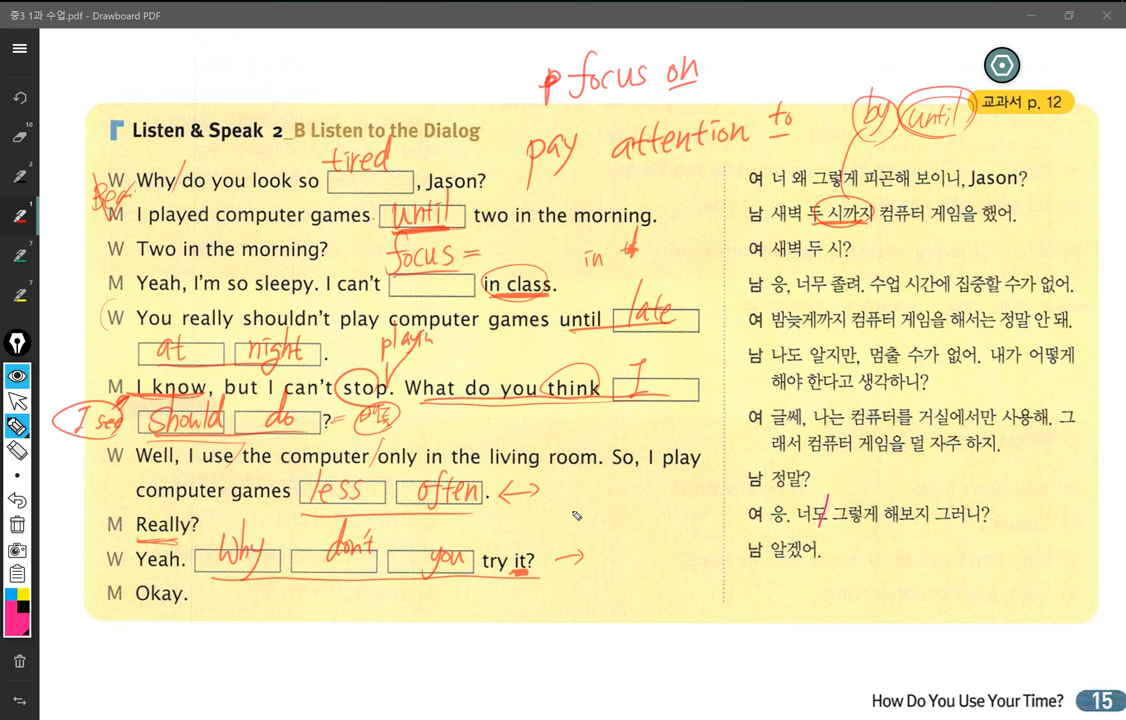 중3 1과 수업.pdf - Drawboard PDF
focus on
교과서 p. 12
by until
Listen & Speak 2_B Listen to the Dialog
pay attention to
tired
W Why do you look so , Jason?
M I played computer games until two in the morning.
W Two in the morning?
focus = in
M Yeah, I'm so sleepy. I can't in class.
W You really shouldn't play computer games until late
at night.
M I know, but I can't stop. What do you think I
I see should do ?=
W Well, I use the computer only in the living room. So, I play
computer games less often.
M Really?
W Yeah. Why don't you try it?
M Okay.
여 너 왜 그렇게 피곤해 보이니, Jason?
남 새벽 두 시까지 컴퓨터 게임을 했어.
여 새벽 두 시?
남 응, 너무 졸려. 수업 시간에 집중할 수가 없어.
여 밤늦게까지 컴퓨터 게임을 해서는 정말 안 돼.
남 나도 알지만, 멈출 수가 없어. 내가 어떻게
해야 한다고 생각하니?
여 글쎄, 나는 컴퓨터를 거실에서만 사용해. 그
래서 컴퓨터 게임을 덜 자주 하지.
남 정말?
여 응. 너도 그렇게 해보지 그러니?
남 알겠어.
How Do You Use Your Time? 15
10
2
1
7
7